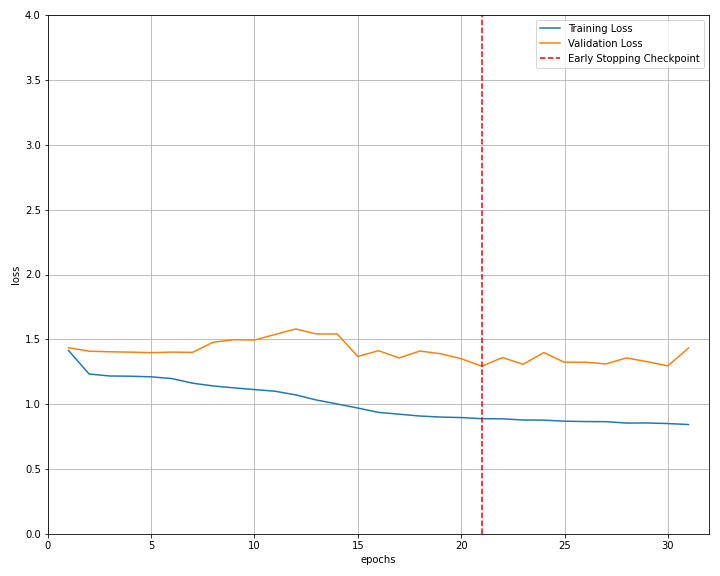 4.0
3.5
3.0
2.5
2.0
1.5
1.0
0.5
0.0
loss
0 5 10 15 20 25 30
epochs
Training Loss
Validation Loss
Early Stopping Checkpoint